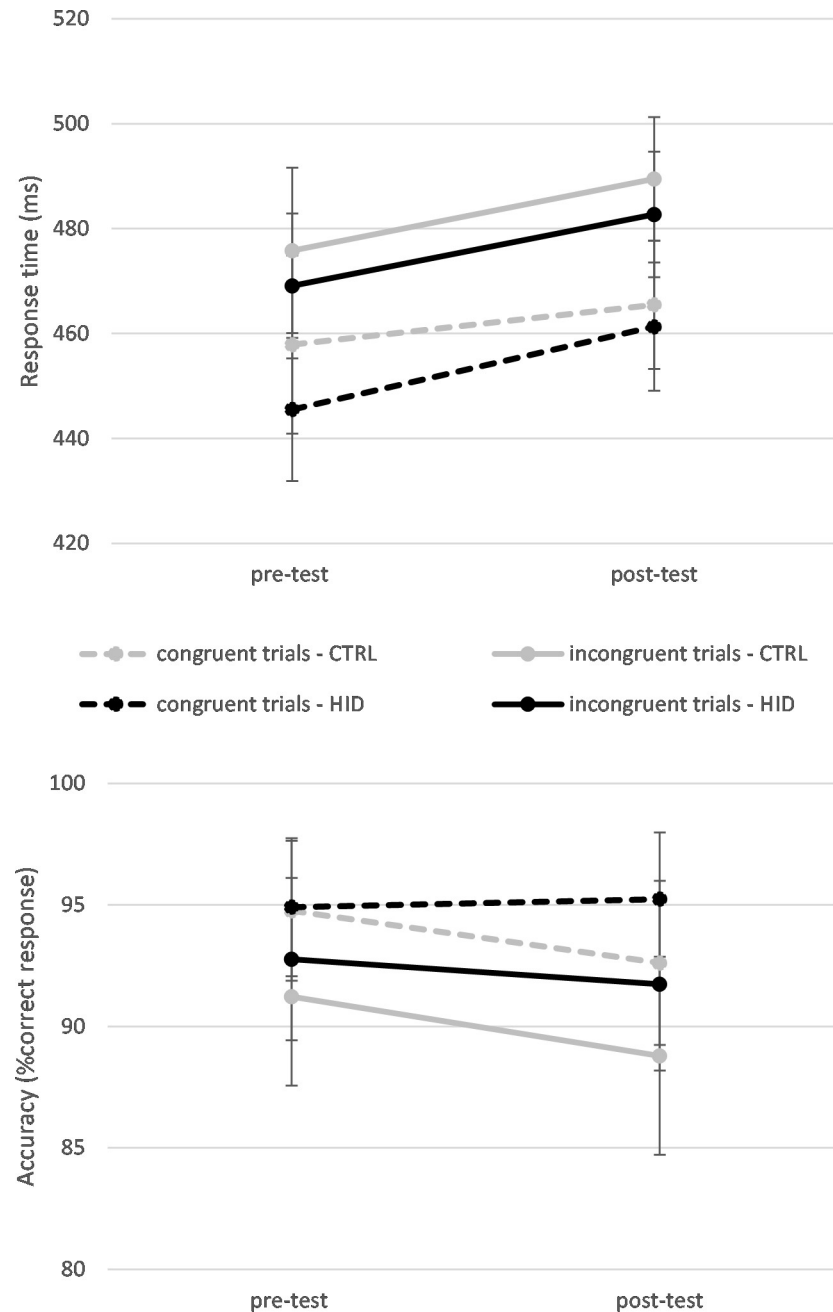 520
500
480
460
440
420
Response time (ms)
pre-test post-test
congruent trials - CTRL incongruent trials - CTRL
congruent trials - HID incongruent trials - HID
100
95
90
85
80
Accuracy (%correct response)
pre-test post-test